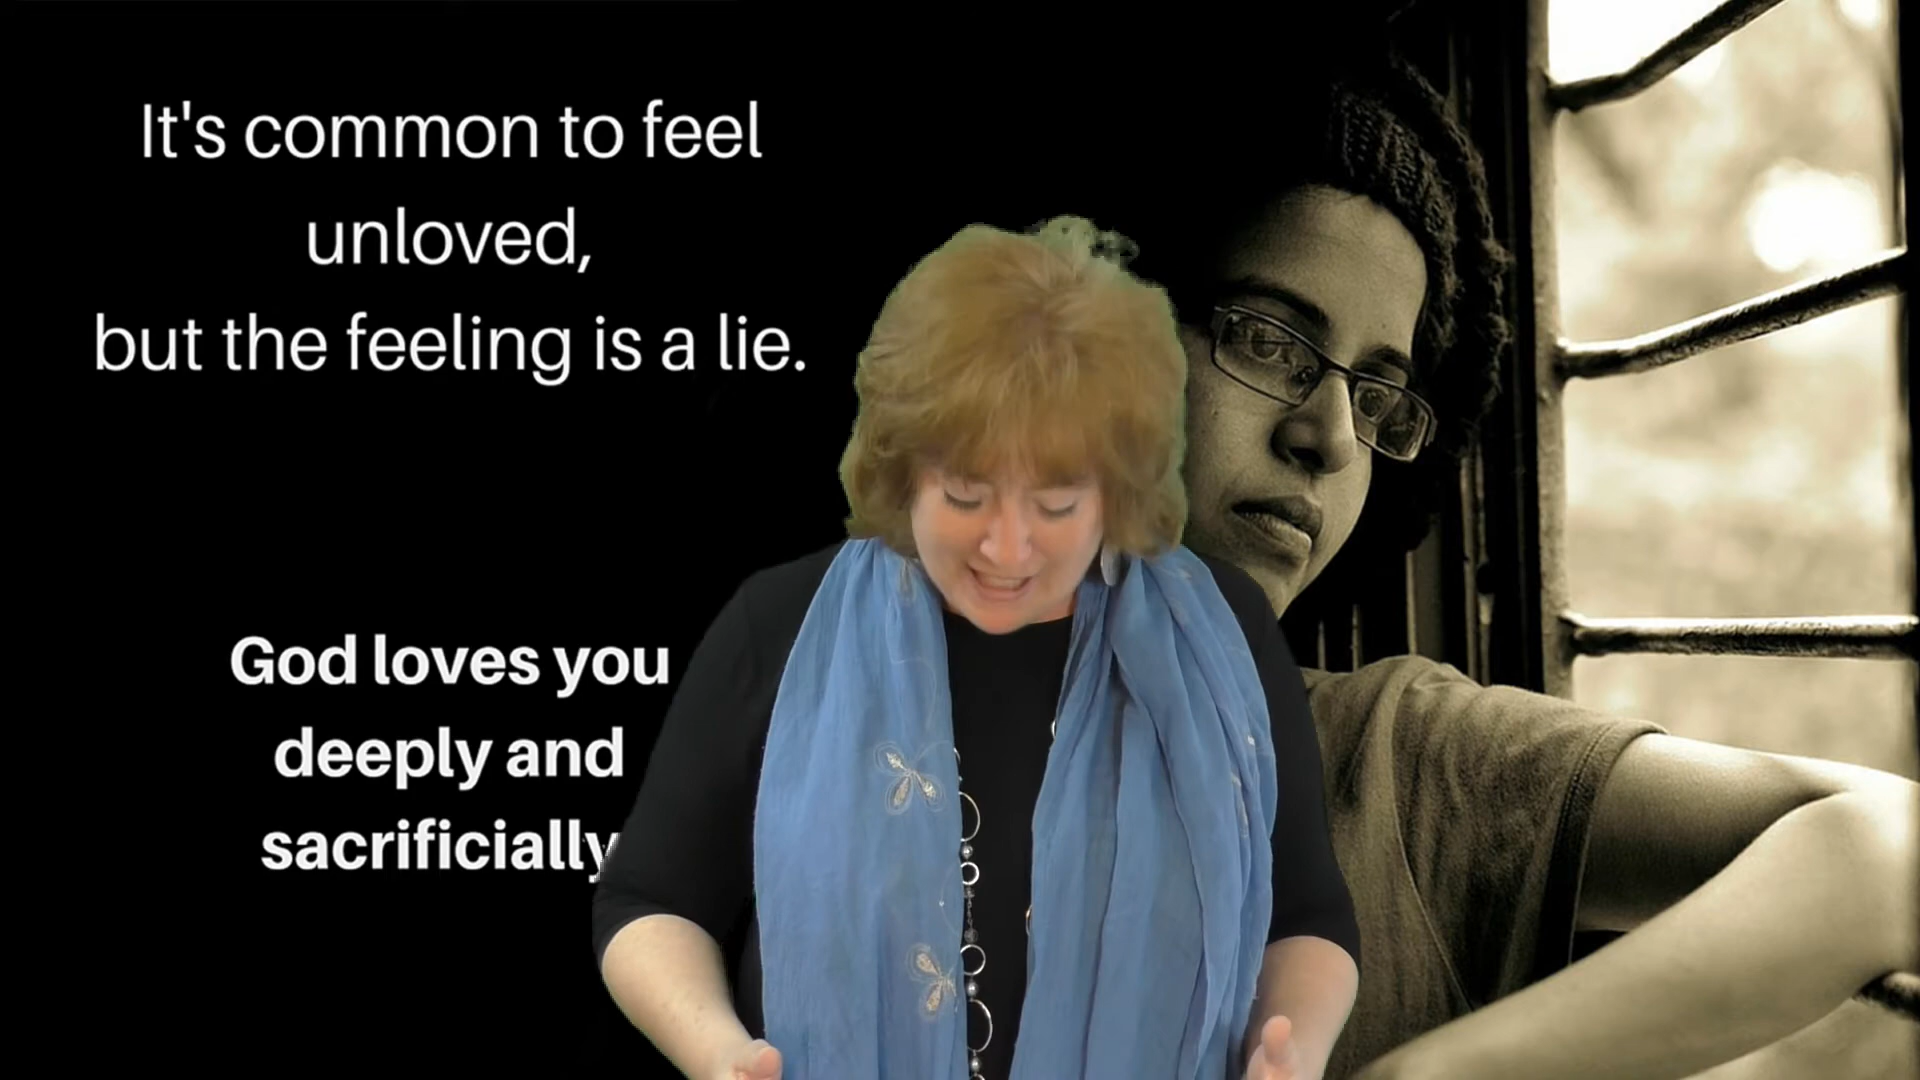 It's common to feel
unloved,
but the feeling is a lie.
God loves you
deeply and
sacrificially